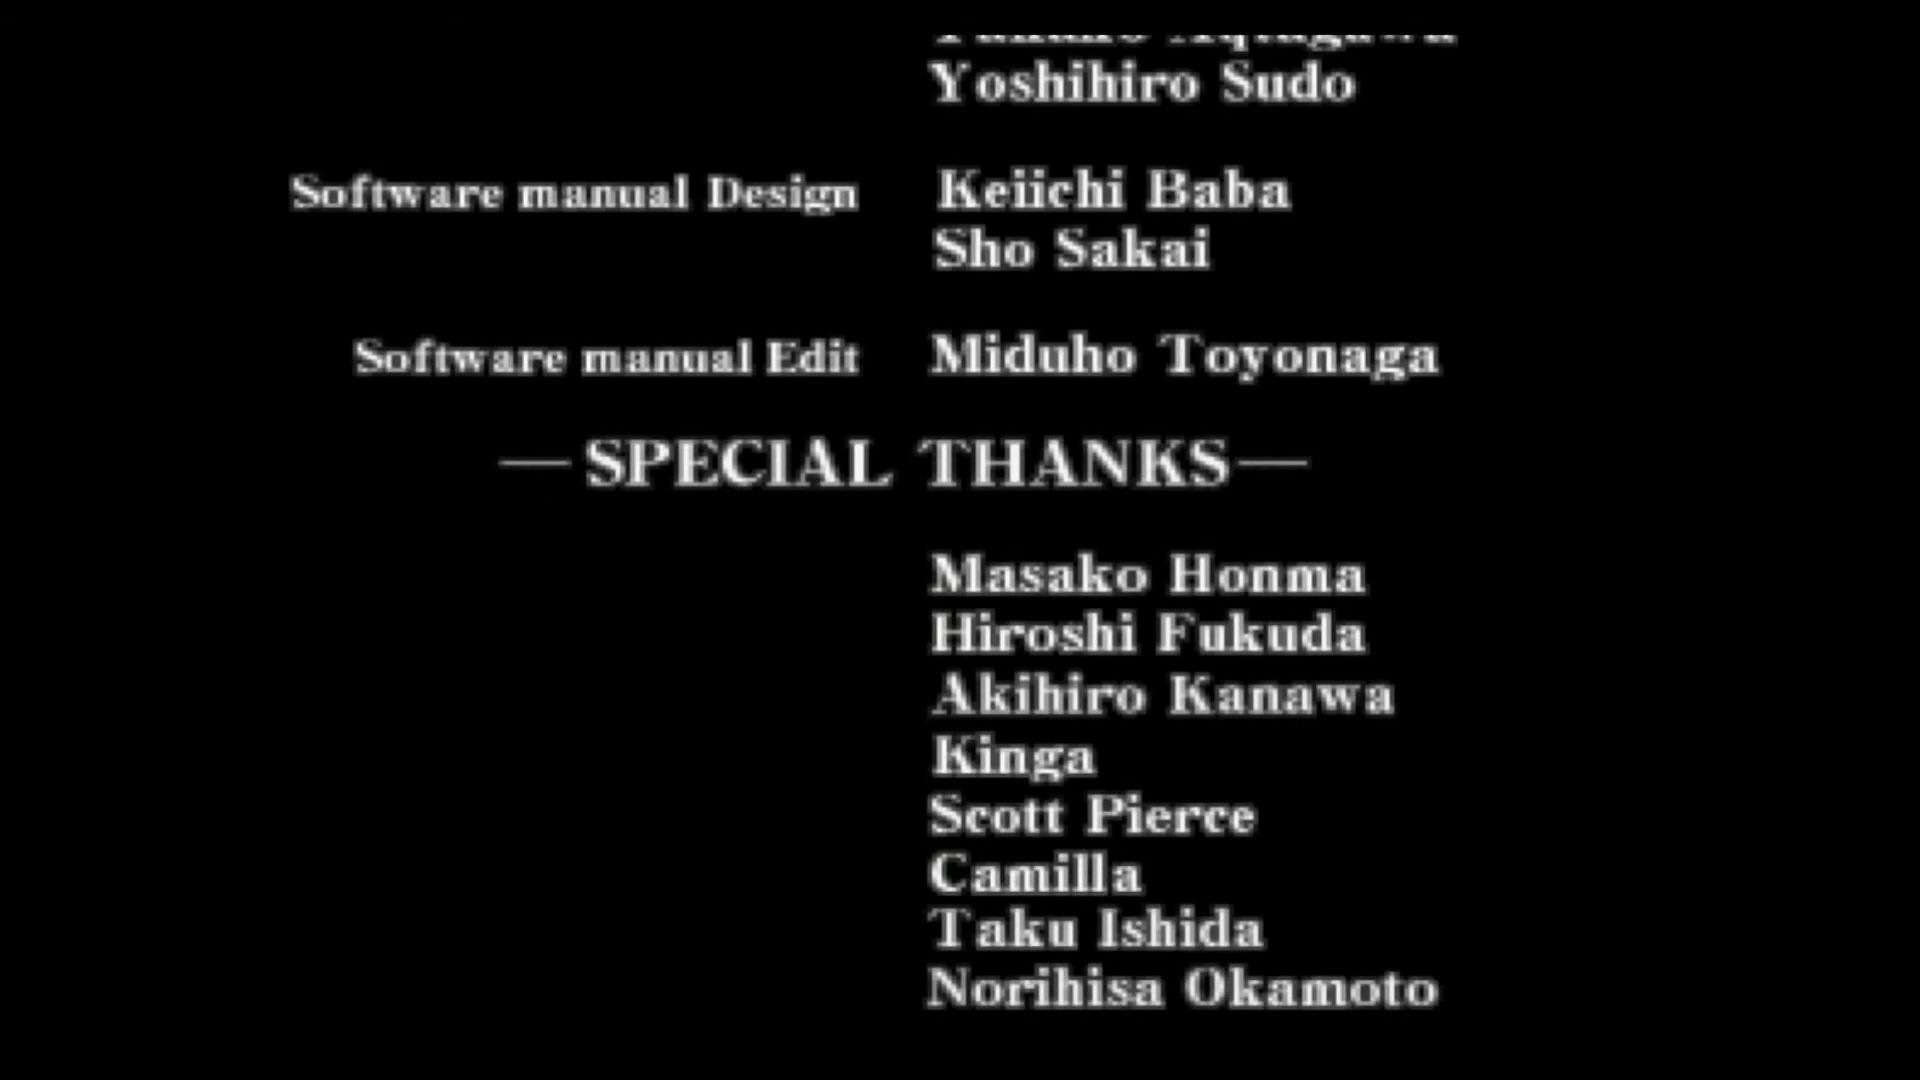 Yoshihiro Sudo
Software manual Design Keiichi Baba
Sho Sakai
Software manual Edit Miduho Toyonaga
—SPECIAL THANKS—
Masako Honma
Hiroshi Fukuda
Akihiro Kanawa
Kinga
Scott Pierce
Camilla
Taku Ishida
Norihisa Okamoto